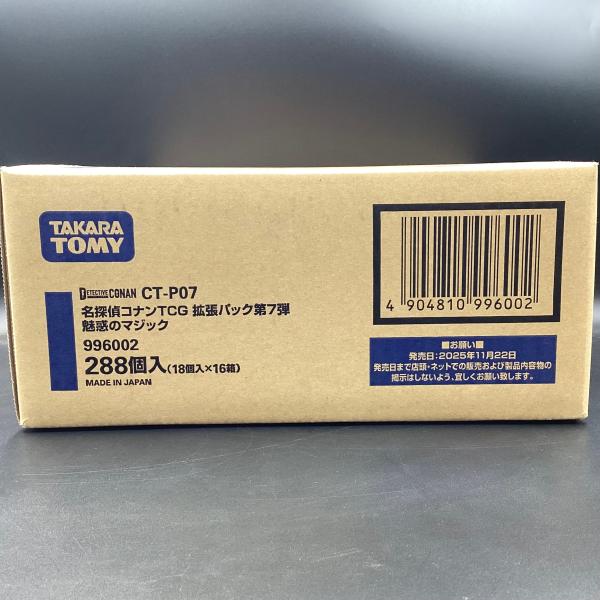 TAKARA
TOMY
DETECTIVE CONAN CT-P07
名探偵コナンTCG 拡張パック第7弾
魅惑のマジック
996002
288個入(18個入×16箱)
MADE IN JAPAN
4 904810 996002
■お願い■
発売日:2025年11月22日
発売日まで店頭・ネットでの販売および製品内容物の
掲示はしないよう、宜しくお願い致します。